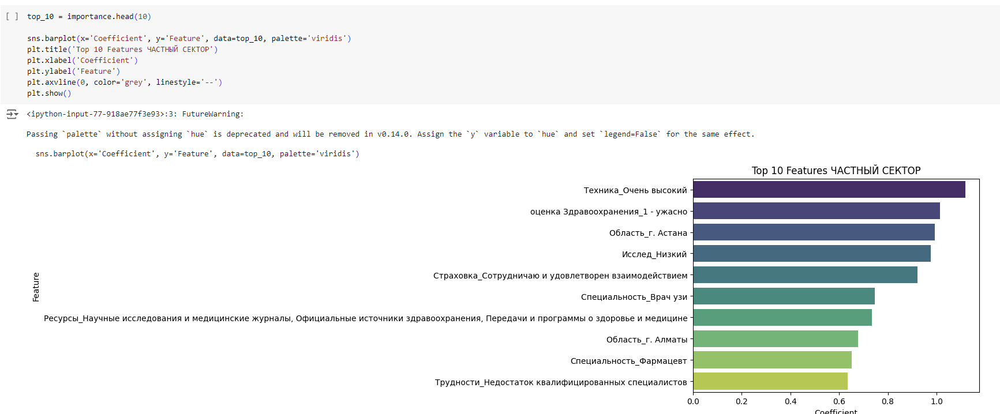 [ ] top_10 = importance.head(10)
sns.barplot(x='Coefficient', y='Feature', data=top_10, palette='viridis')
plt.title('Top 10 Features ЧАСТНЫЙ СЕКТОР')
plt.xlabel('Coefficient')
plt.ylabel('Feature')
plt.axvline(0, color='grey', linestyle='--')
plt.show()
<ipython-input-77-918ae77f3e93>:3: FutureWarning:
Passing `palette` without assigning `hue` is deprecated and will be removed in v0.14.0. Assign the `y` variable to `hue` and set `legend=False` for the same effect.
sns.barplot(x='Coefficient', y='Feature', data=top_10, palette='viridis')
Top 10 Features ЧАСТНЫЙ СЕКТОР
Feature
Техника_Очень высокий
оценка Здравоохранения_1 - ужасно
Область_г. Астана
Исслед_Низкий
Страховка_Сотрудничаю и удовлетворен взаимодействием
Специальность_Врач узи
Ресурсы_Научные исследования и медицинские журналы, Официальные источники здравоохранения, Передачи и программы о здоровье и медицине
Область_г. Алматы
Специальность_Фармацевт
Трудности_Недостаток квалифицированных специалистов
0.0 0.2 0.4 0.6 0.8 1.0
Coefficient